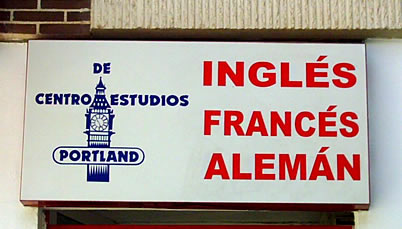 DE
CENTRO ESTUDIOS
PORTLAND
INGLÉS
FRANCÉS
ALEMÁN